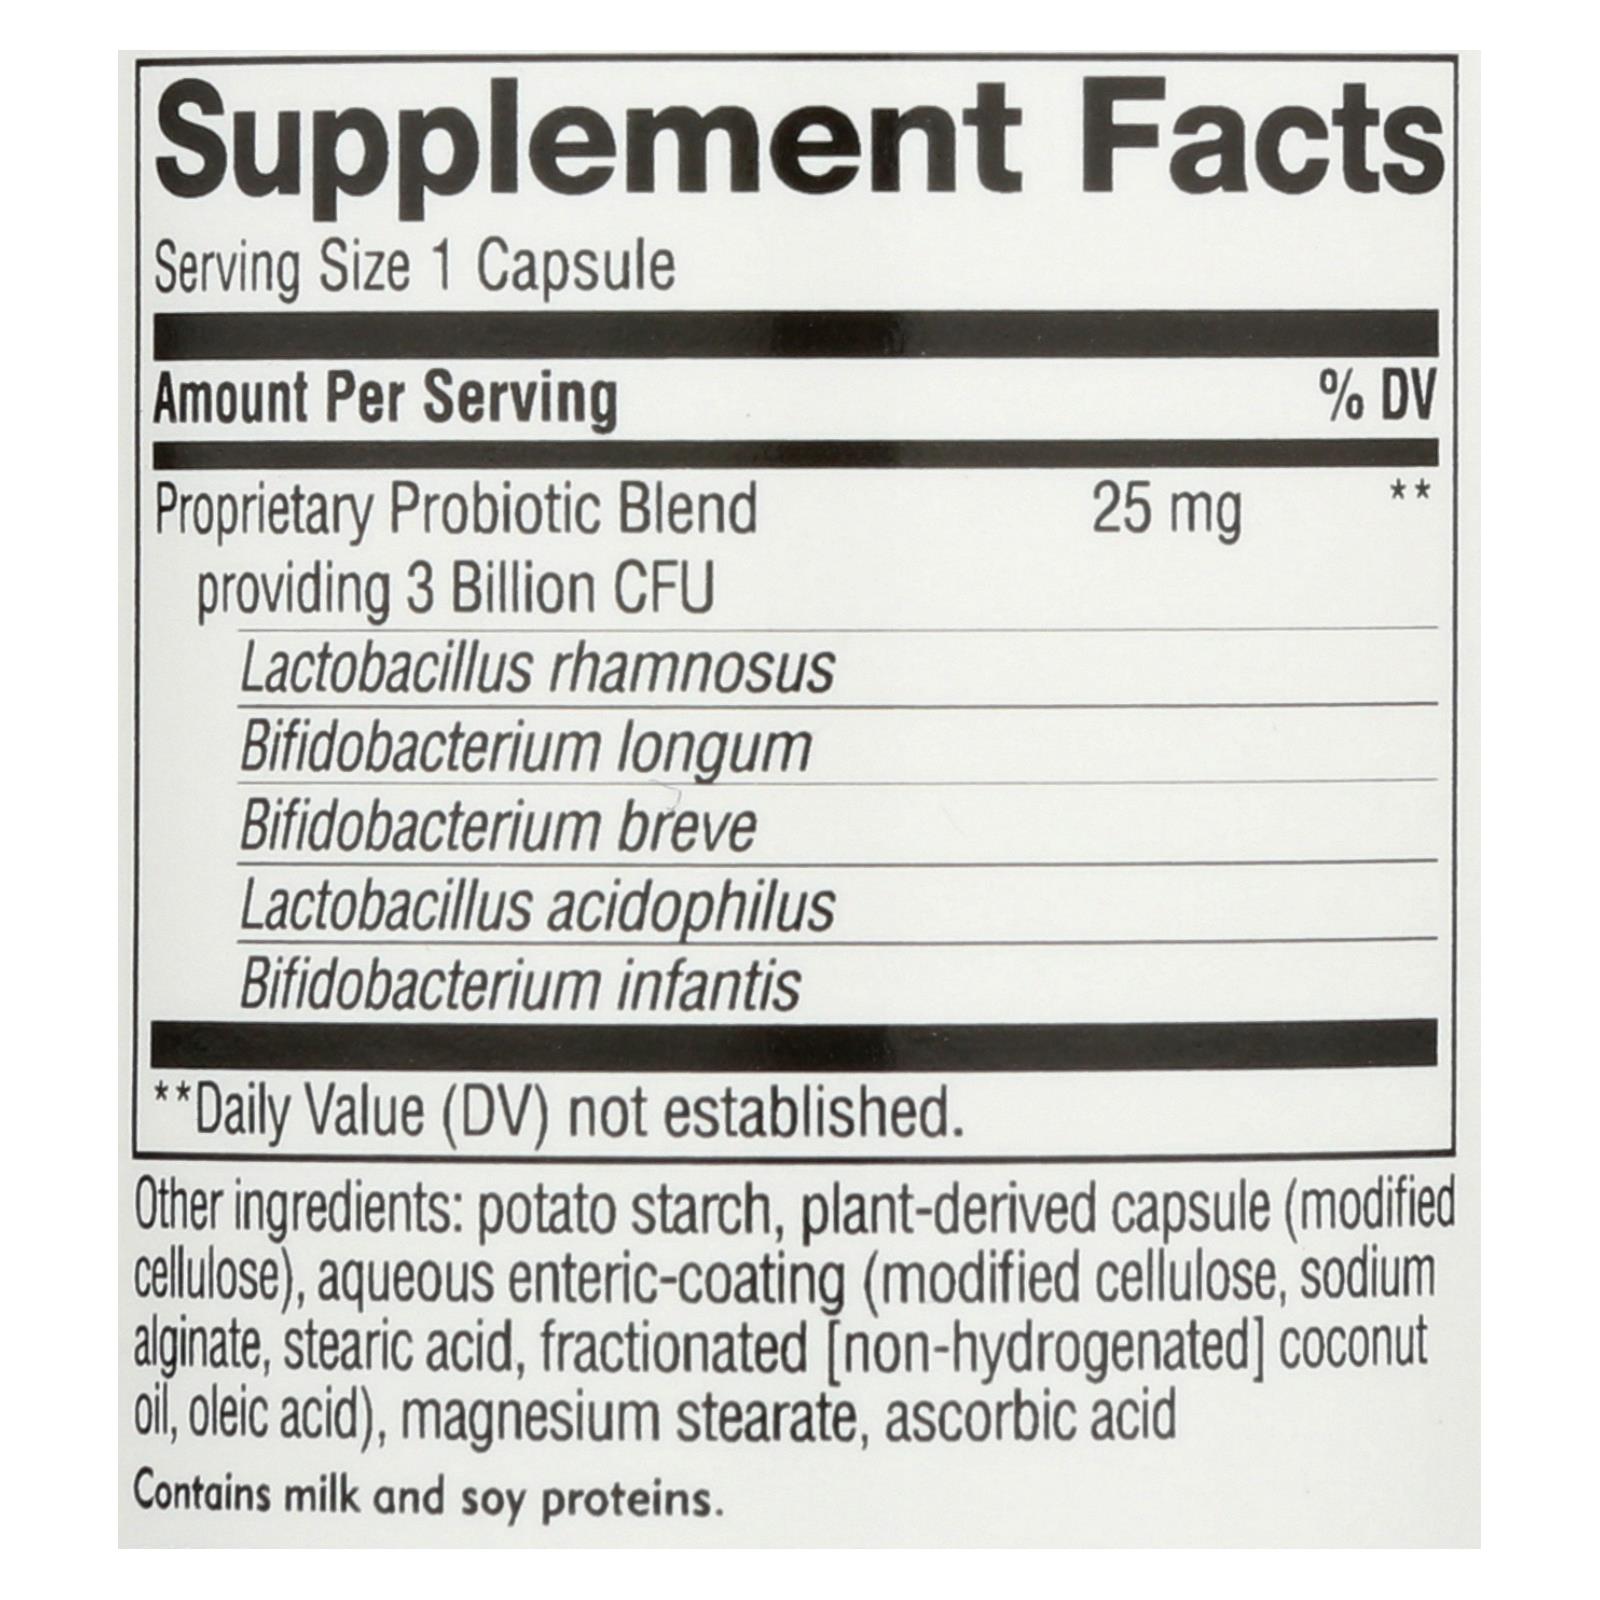 Supplement Facts
Serving Size 1 Capsule
Amount Per Serving % DV
Proprietary Probiotic Blend 25 mg **
providing 3 Billion CFU
Lactobacillus rhamnosus
Bifidobacterium longum
Bifidobacterium breve
Lactobacillus acidophilus
Bifidobacterium infantis
**Daily Value (DV) not established.
Other ingredients: potato starch, plant-derived capsule (modified
cellulose), aqueous enteric-coating (modified cellulose, sodium
alginate, stearic acid, fractionated [non-hydrogenated] coconut
oil, oleic acid), magnesium stearate, ascorbic acid
Contains milk and soy proteins.